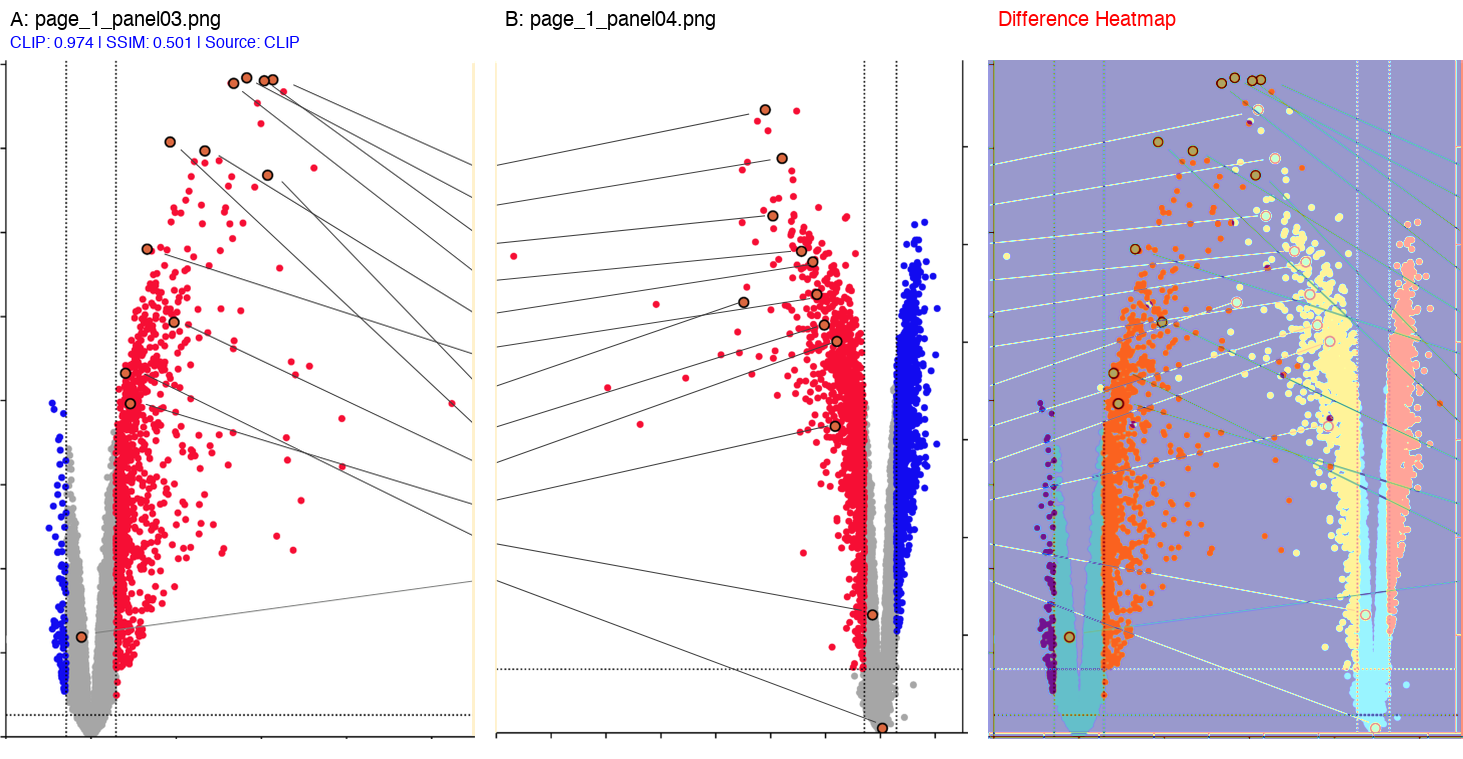 A: page_1_panel03.png
CLIP: 0.974 | SSIM: 0.501 | Source: CLIP
B: page_1_panel04.png
Difference Heatmap